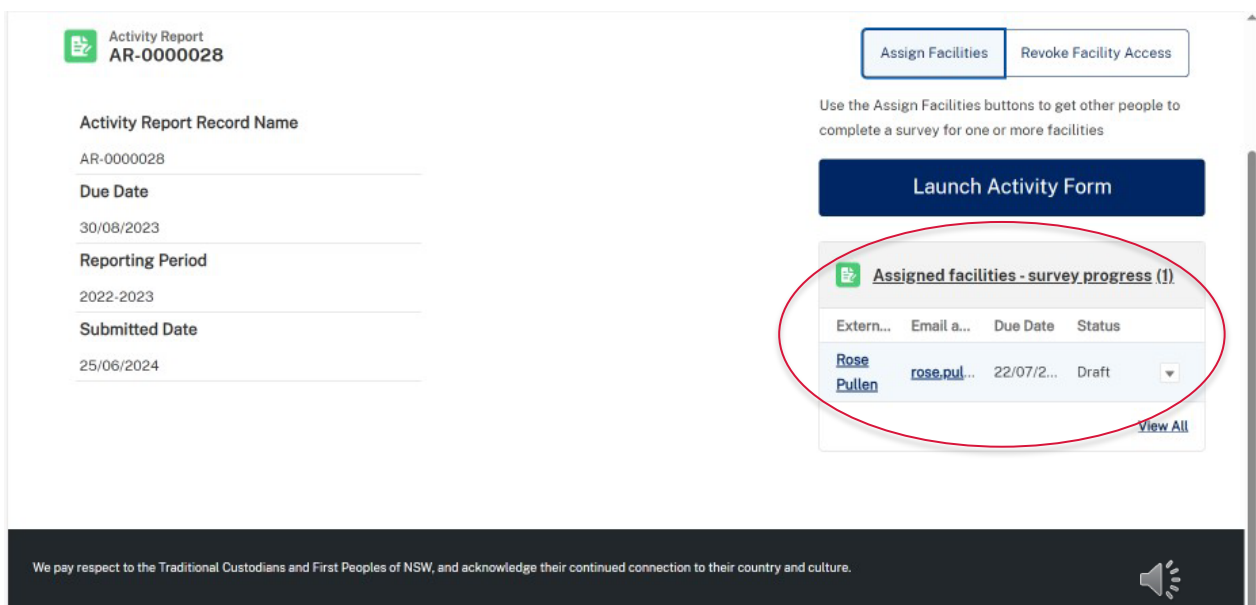 Activity Report
AR-0000028
Activity Report Record Name
AR-0000028
Due Date
30/08/2023
Reporting Period
2022-2023
Submitted Date
25/06/2024
Assign Facilities
Revoke Facility Access
Use the Assign Facilities buttons to get other people to
complete a survey for one or more facilities
Launch Activity Form
Assigned facilities - survey progress (1)
Extern... Email a... Due Date Status
Rose
Pullen
rose.pul... 22/07/2... Draft
View All
We pay respect to the Traditional Custodians and First Peoples of NSW, and acknowledge their continued connection to their country and culture.